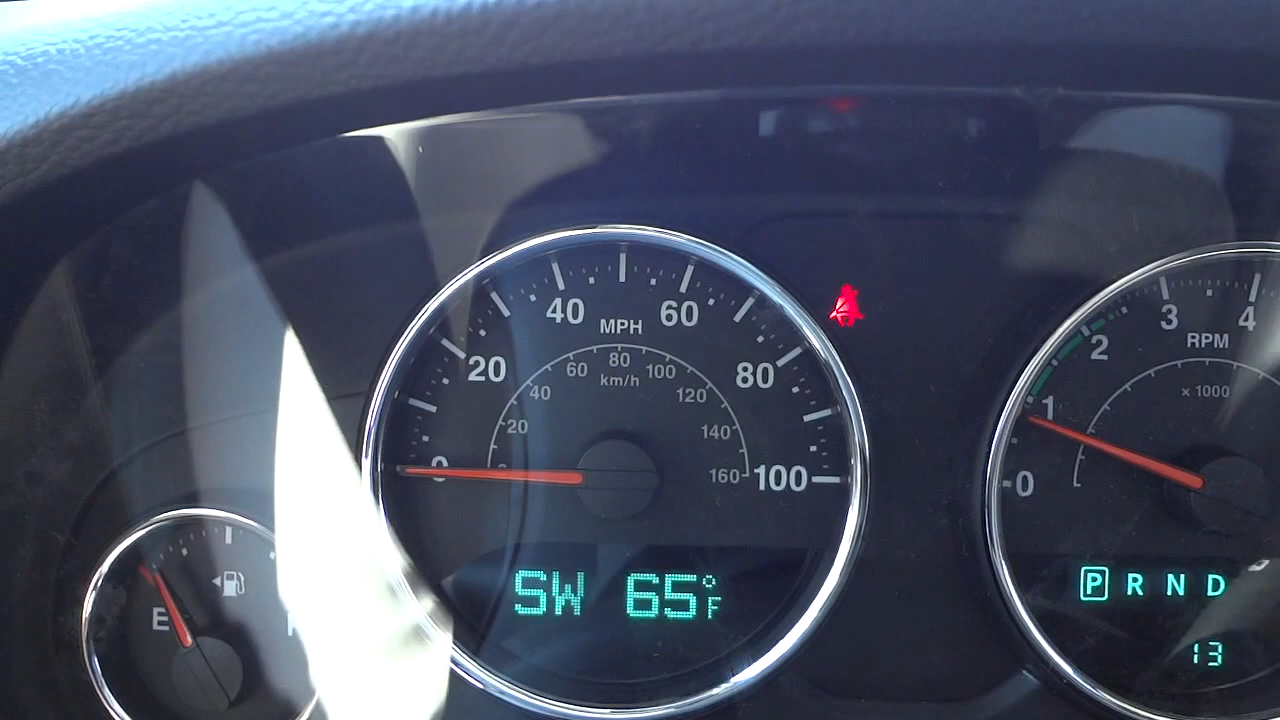 40 MPH 60
20 80
0 100
60 80 100
40 km/h 120
20 140
160
SW 65°F
E
3 4
2 RPM
1 x 1000
0
P R N D
13